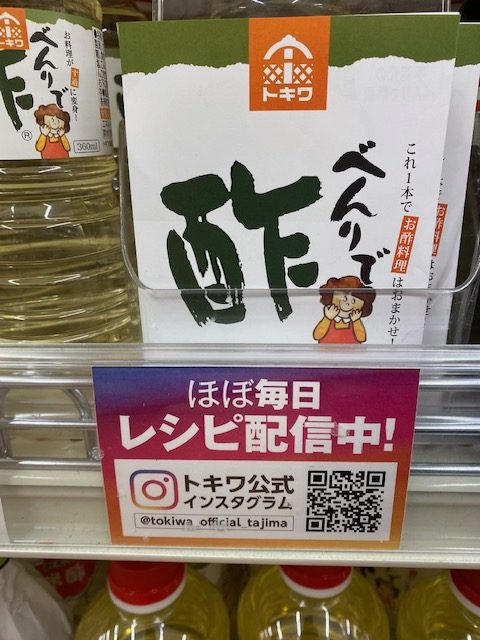 トキワ
お料理が
すぐ
に変身!
べんりで
酢
®
360ml
トキワ
これ1本で お酢料理 はおまかせ!
べんりで
酢
ほぼ毎日
レシピ配信中!
トキワ公式
インスタグラム
@tokiwa_official_tajima